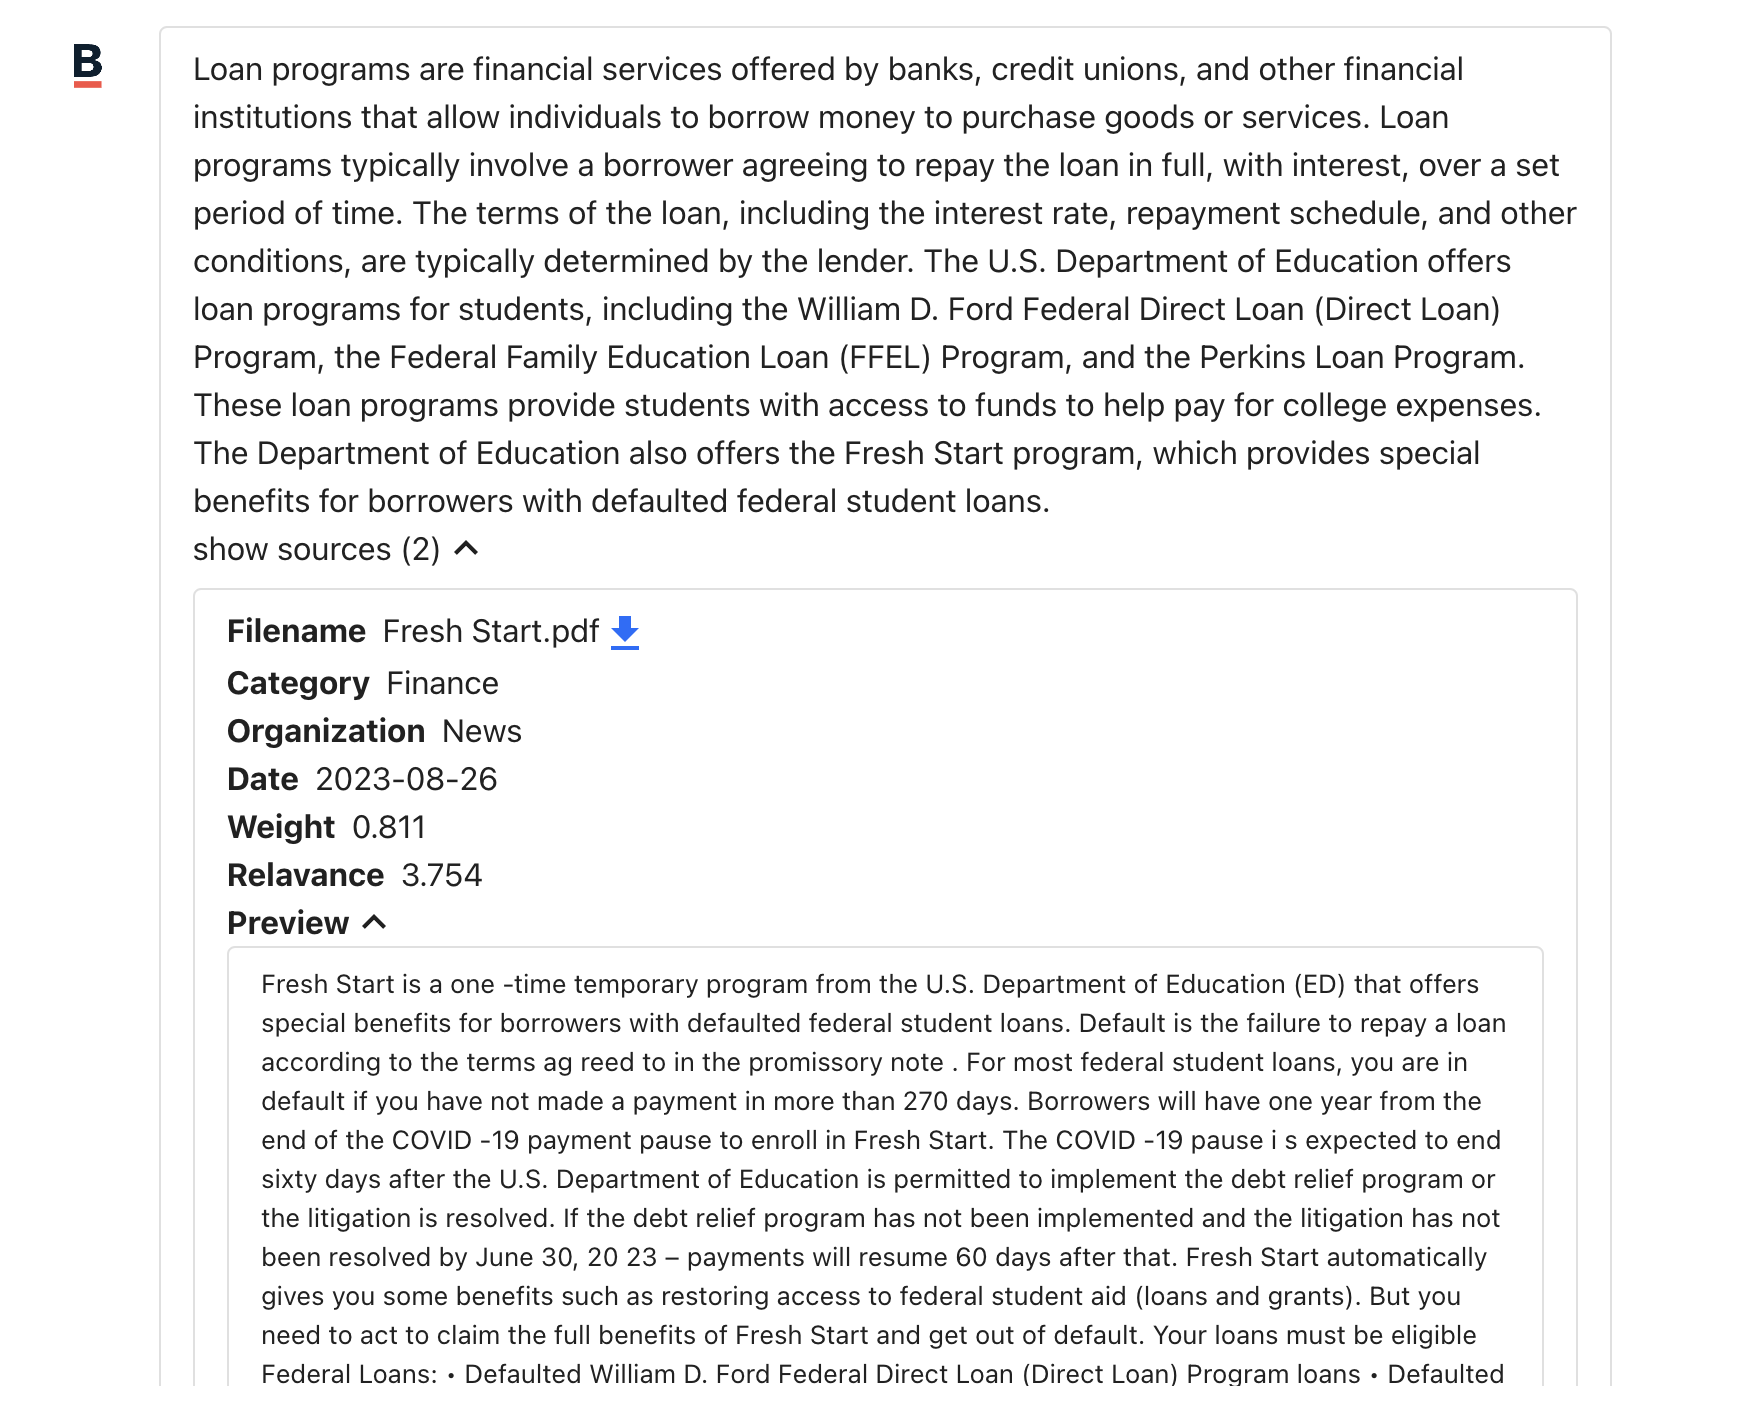 B
Loan programs are financial services offered by banks, credit unions, and other financial
institutions that allow individuals to borrow money to purchase goods or services. Loan
programs typically involve a borrower agreeing to repay the loan in full, with interest, over a set
period of time. The terms of the loan, including the interest rate, repayment schedule, and other
conditions, are typically determined by the lender. The U.S. Department of Education offers
loan programs for students, including the William D. Ford Federal Direct Loan (Direct Loan)
Program, the Federal Family Education Loan (FFEL) Program, and the Perkins Loan Program.
These loan programs provide students with access to funds to help pay for college expenses.
The Department of Education also offers the Fresh Start program, which provides special
benefits for borrowers with defaulted federal student loans.
show sources (2)
Filename Fresh Start.pdf
Category Finance
Organization News
Date 2023-08-26
Weight 0.811
Relavance 3.754
Preview
Fresh Start is a one -time temporary program from the U.S. Department of Education (ED) that offers
special benefits for borrowers with defaulted federal student loans. Default is the failure to repay a loan
according to the terms ag reed to in the promissory note . For most federal student loans, you are in
default if you have not made a payment in more than 270 days. Borrowers will have one year from the
end of the COVID -19 payment pause to enroll in Fresh Start. The COVID -19 pause i s expected to end
sixty days after the U.S. Department of Education is permitted to implement the debt relief program or
the litigation is resolved. If the debt relief program has not been implemented and the litigation has not
been resolved by June 30, 20 23 – payments will resume 60 days after that. Fresh Start automatically
gives you some benefits such as restoring access to federal student aid (loans and grants). But you
need to act to claim the full benefits of Fresh Start and get out of default. Your loans must be eligible
Federal Loans: • Defaulted William D. Ford Federal Direct Loan (Direct Loan) Program loans • Defaulted